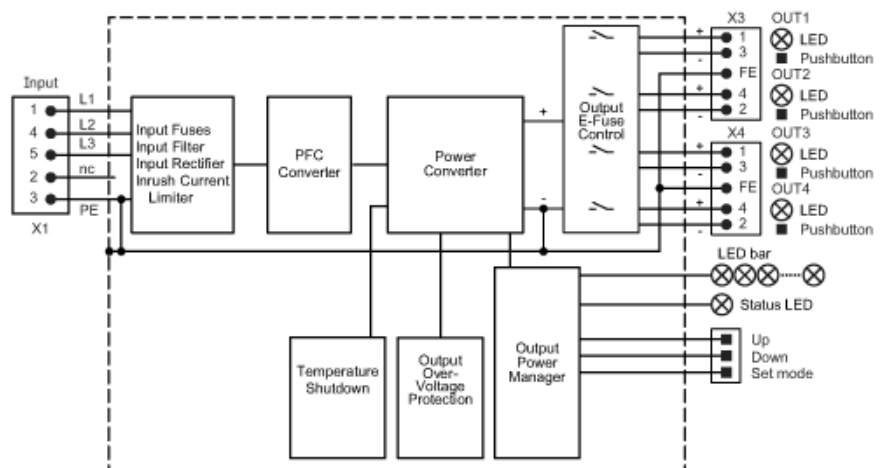 Input
1
L1
4
L2
5
L3
2
nc
3
PE
X1
Input Fuses
Input Filter
Input Rectifier
Inrush Current
Limiter
PFC
Converter
Power
Converter
+
-
Output
E-Fuse
Control
Temperature
Shutdown
Output
Over-
Voltage
Protection
Output
Power
Manager
X3
OUT1
+
1
LED
3
-
Pushbutton
FE
OUT2
+
4
LED
2
-
Pushbutton
X4
OUT3
+
1
LED
3
-
Pushbutton
FE
OUT4
+
4
LED
2
-
Pushbutton
LED bar
Status LED
Up
Down
Set mode